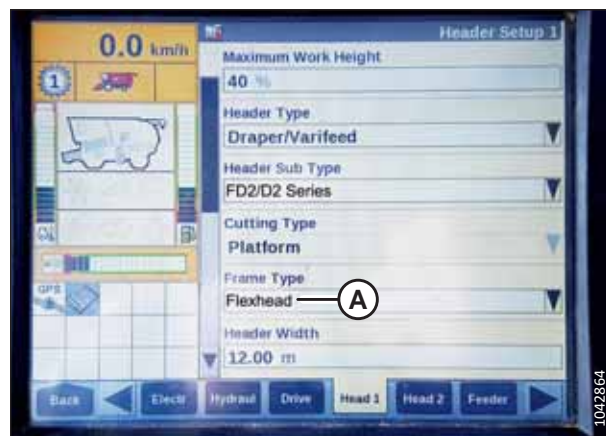 0.0 km/h
Header Setup 1
1
Maximum Work Height
40 %
Header Type
Draper/Varifeed
Header Sub Type
FD2/D2 Series
Cutting Type
Platform
Frame Type
Flexhead
A
Header Width
12.00 m
GPS
Back
Electr
Hydraul
Drive
Head 1
Head 2
Feeder
1042864